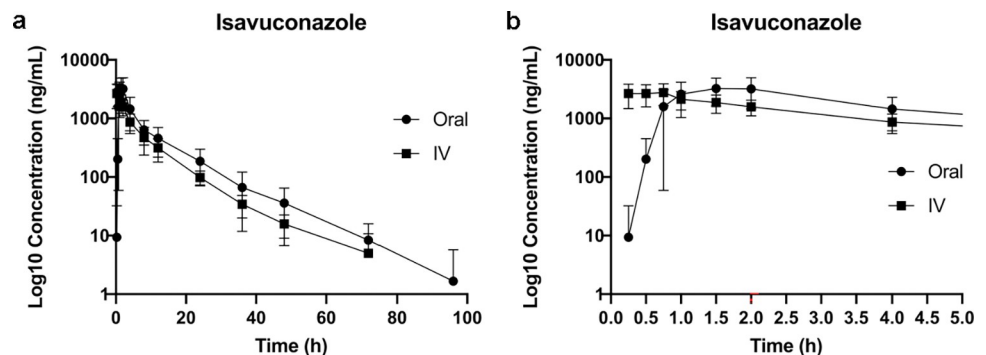 a
Isavuconazole
Log10 Concentration (ng/mL)
10000
1000
100
10
1
0
20
40
60
80
100
Time (h)
Oral
IV
b
Isavuconazole
Log10 Concentration (ng/mL)
10000
1000
100
10
1
0.0
0.5
1.0
1.5
2.0
2.5
3.0
3.5
4.0
4.5
5.0
Time (h)
Oral
IV